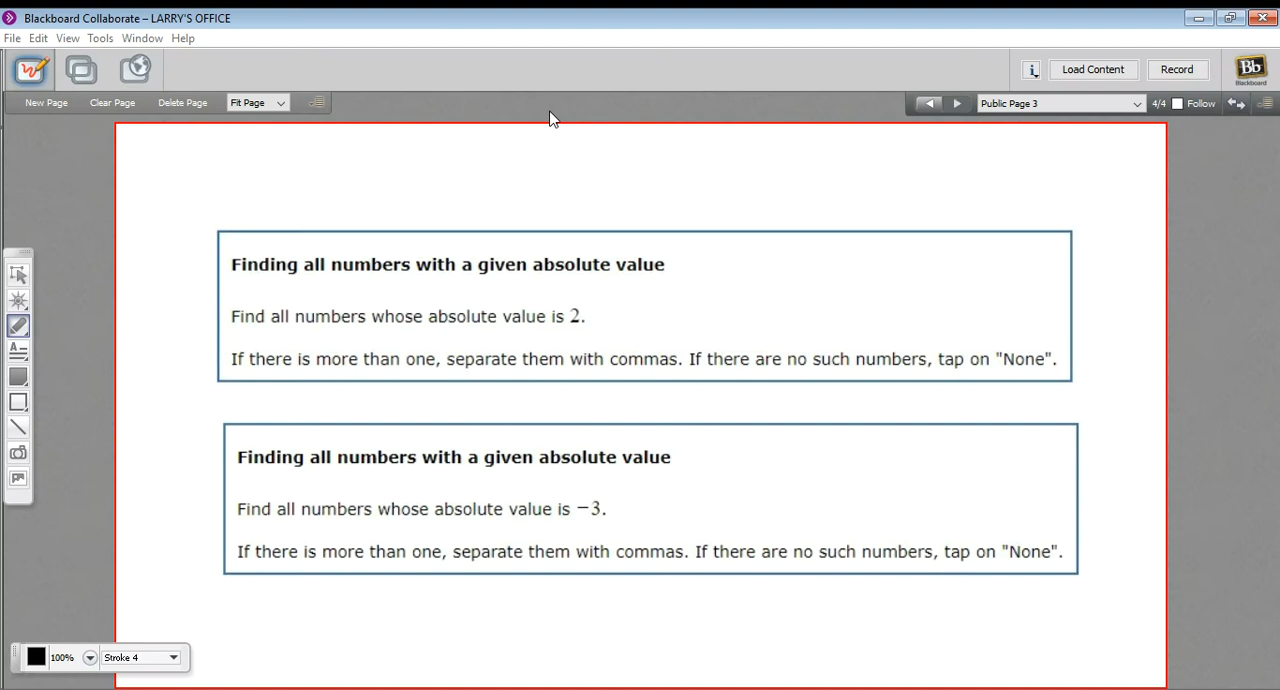 Blackboard Collaborate – LARRY'S OFFICE
File Edit View Tools Window Help
Load Content Record
Bb
Blackboard
New Page Clear Page Delete Page Fit Page Public Page 3 4/4 Follow
Finding all numbers with a given absolute value
Find all numbers whose absolute value is 2.
If there is more than one, separate them with commas. If there are no such numbers, tap on "None".
Finding all numbers with a given absolute value
Find all numbers whose absolute value is −3.
If there is more than one, separate them with commas. If there are no such numbers, tap on "None".
100% Stroke 4